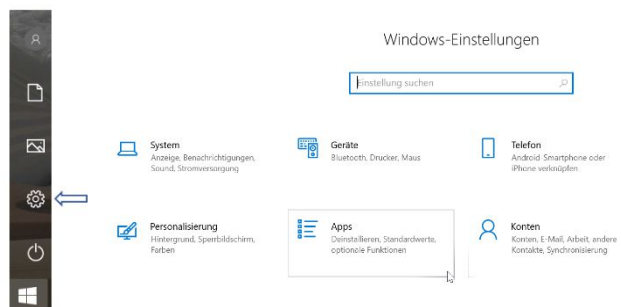 Windows-Einstellungen
Einstellung suchen
System
Anzeige, Benachrichtigungen,
Sound, Stromversorgung
Geräte
Bluetooth, Drucker, Maus
Telefon
Android-Smartphone oder
iPhone verknüpfen
Personalisierung
Hintergrund, Sperrbildschirm,
Farben
Apps
Deinstallieren, Standardwerte,
optionale Funktionen
Konten
Konten, E-Mail, Arbeit, andere
Kontakte, Synchronisierung